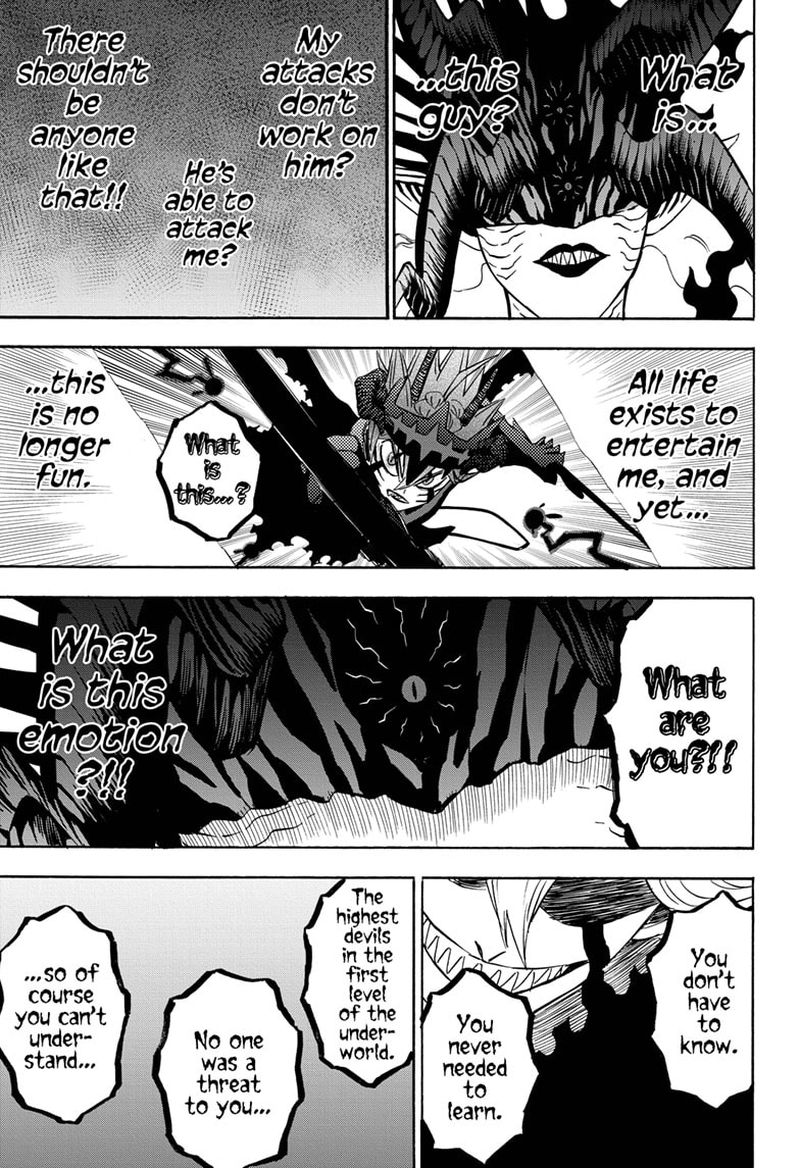 What
is...
...this
guy?
My
attacks
don't
work on
him?
He's
able to
attack
me?
There
shouldn't
be
anyone
like
that!!
All life
exists to
entertain
me, and
yet...
What
is
this...?
...this
is no
longer
fun.
What
are
you?!!
What
is this
emotion
?!!
You
don't
have
to
know.
You
never
needed
to
learn.
The
highest
devils
in the
first
level
of the
under-
world.
No one
was a
threat
to you...
...so of
course
you can't
under-
stand...